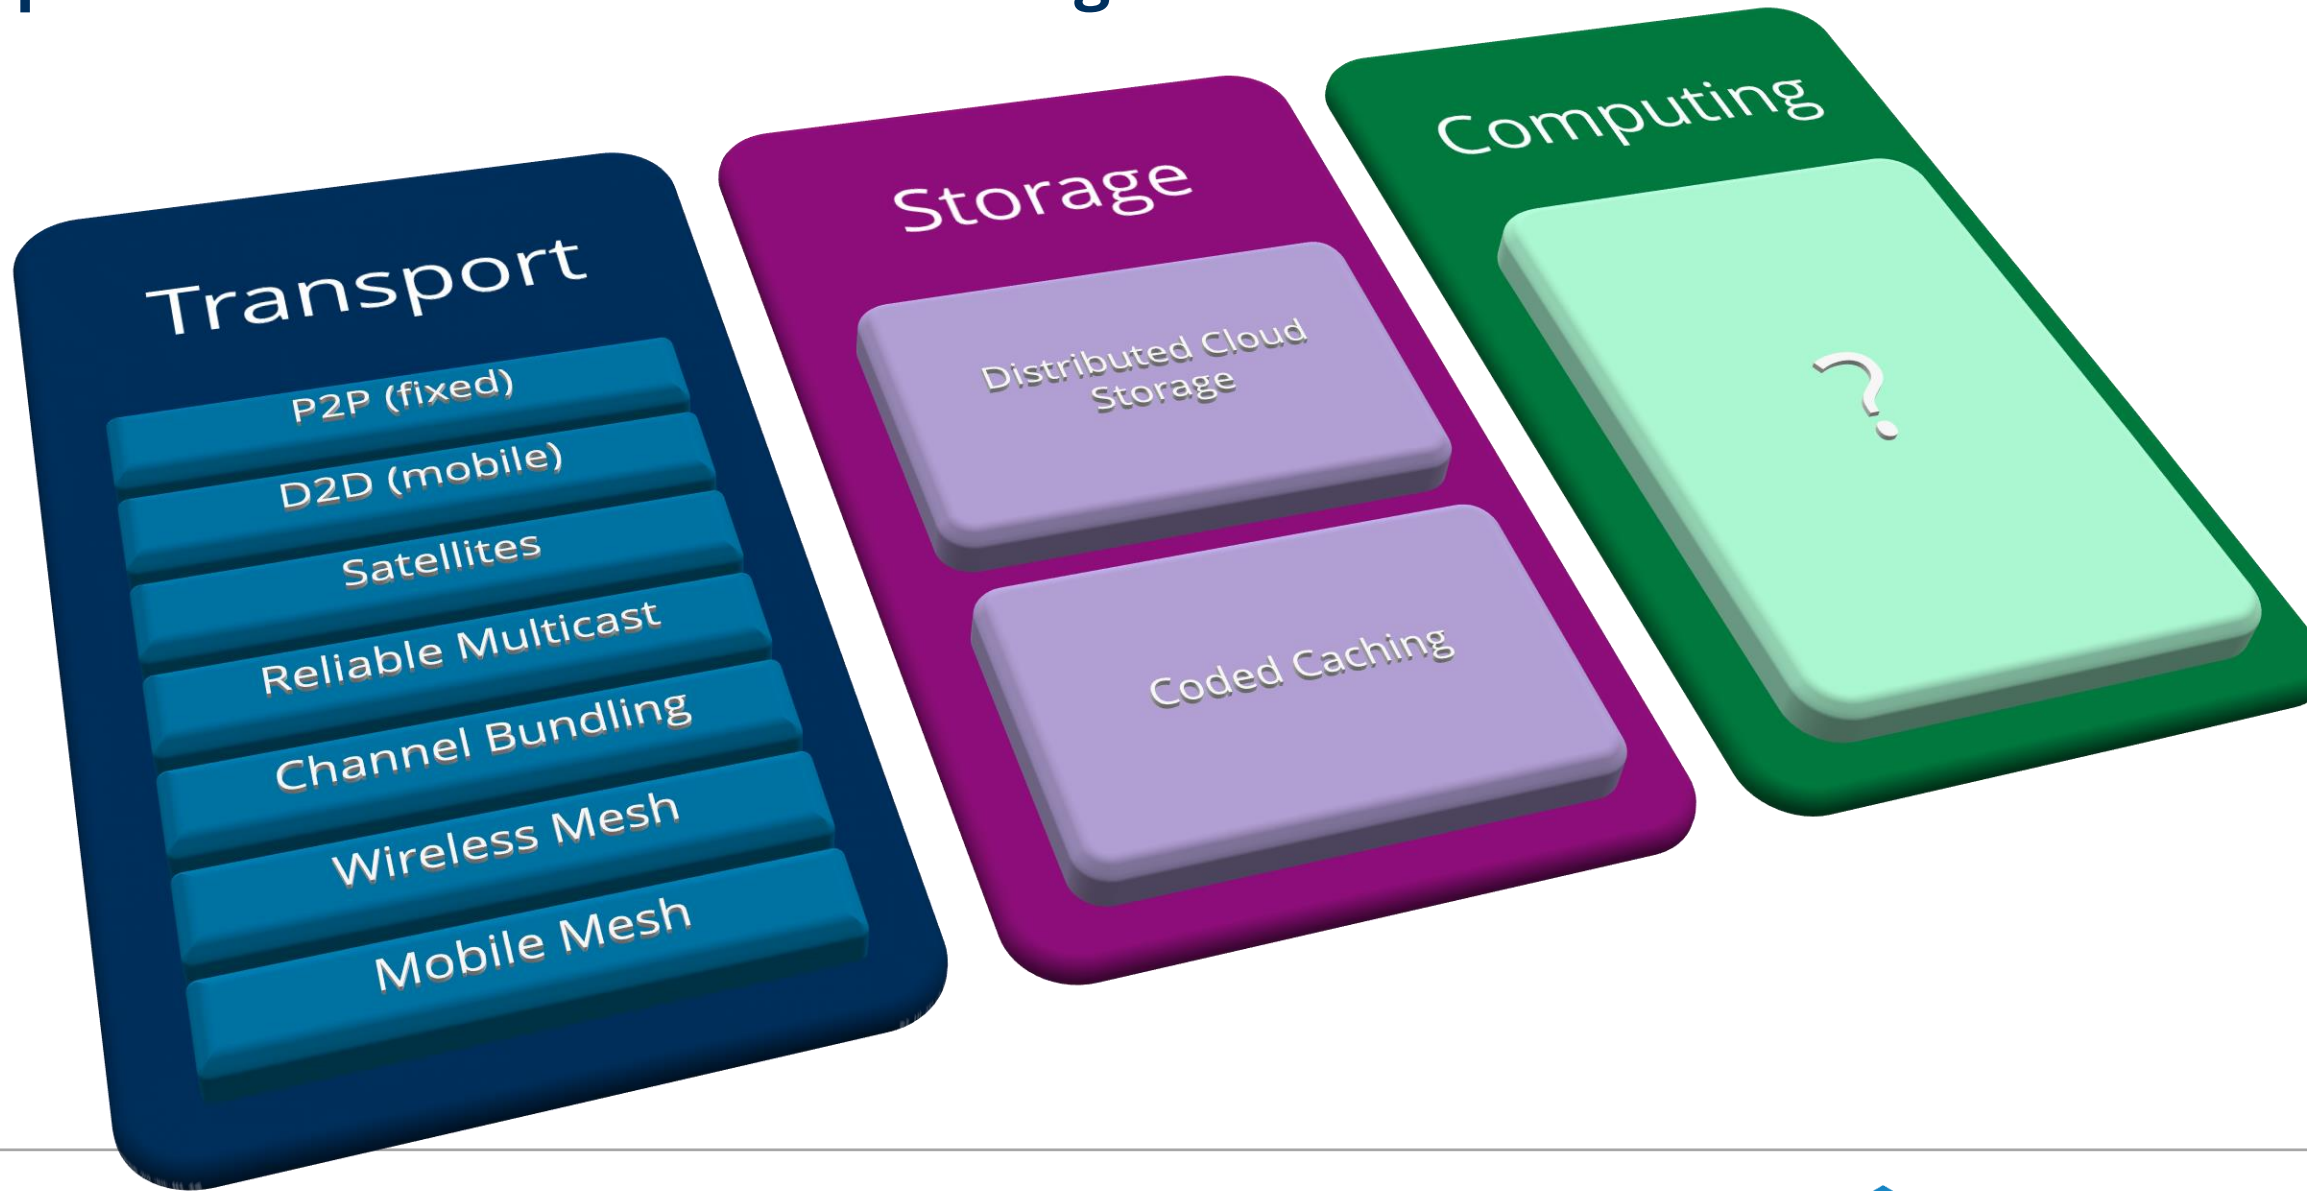 Transport
P2P (fixed)
D2D (mobile)
Satellites
Reliable Multicast
Channel Bundling
Wireless Mesh
Mobile Mesh
Storage
Distributed Cloud
Storage
Coded Caching
Computing
?